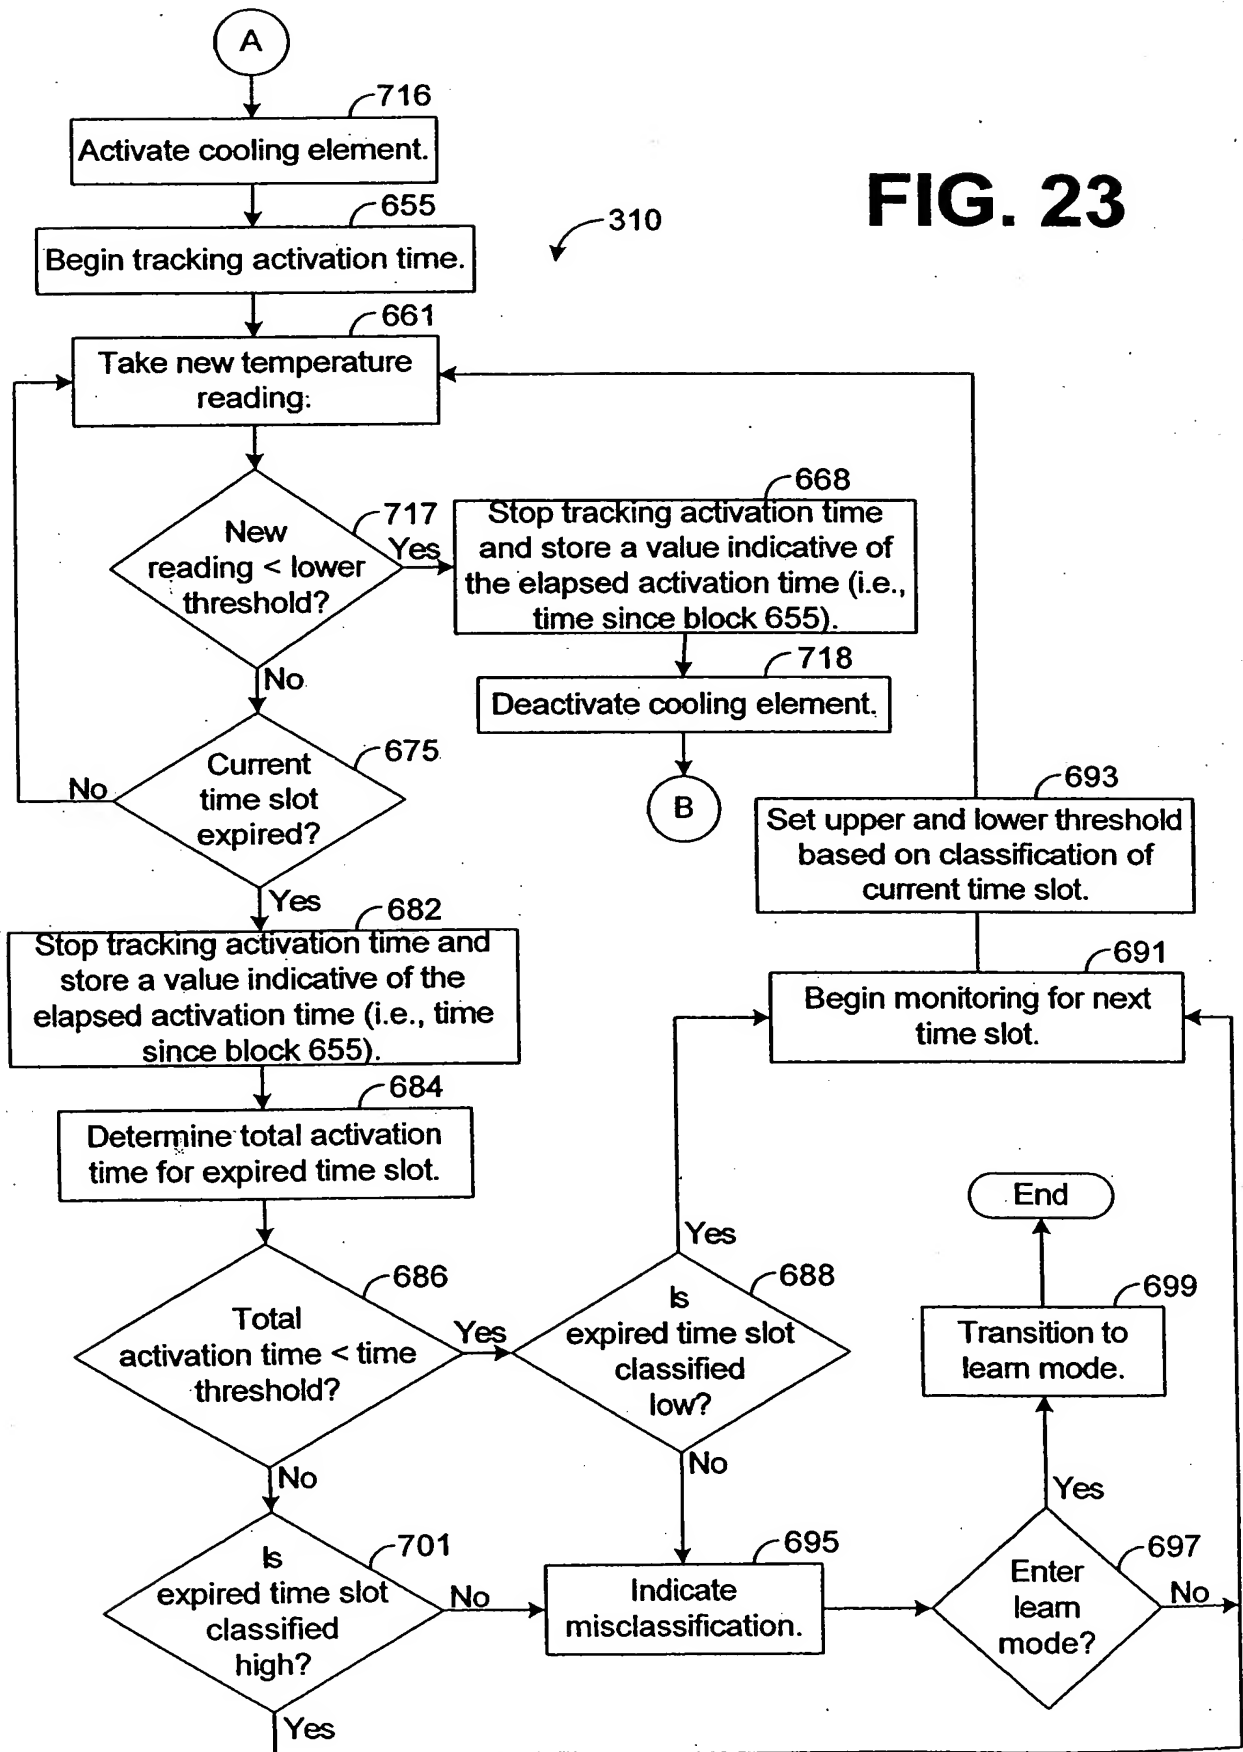 A
716
Activate cooling element.
FIG. 23
655
310
Begin tracking activation time.
661
Take new temperature
reading.
668
717
New
reading < lower
threshold?
Yes
Stop tracking activation time
and store a value indicative of
the elapsed activation time (i.e.,
time since block 655).
No
718
Deactivate cooling element.
B
675
Current
time slot
expired?
No
Yes
693
Set upper and lower threshold
based on classification of
current time slot.
682
Stop tracking activation time and
store a value indicative of the
elapsed activation time (i.e., time
since block 655).
691
Begin monitoring for next
time slot.
684
Determine total activation
time for expired time slot.
End
686
Total
activation time < time
threshold?
Yes
No
Yes
688
Is
expired time slot
classified
low?
No
699
Transition to
learn mode.
Yes
701
Is
expired time slot
classified
high?
No
Yes
695
Indicate
misclassification.
697
Enter
learn
mode?
No